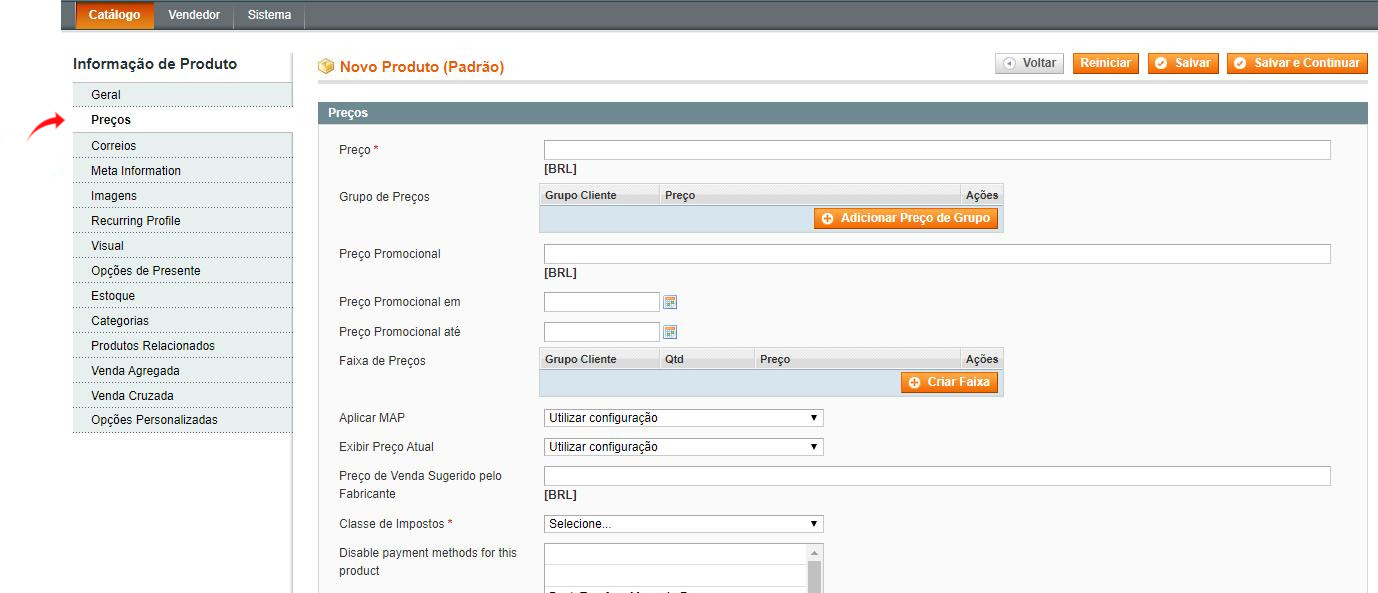 Catálogo Vendedor Sistema
Informação de Produto
Geral
Preços
Correios
Meta Information
Imagens
Recurring Profile
Visual
Opções de Presente
Estoque
Categorias
Produtos Relacionados
Venda Agregada
Venda Cruzada
Opções Personalizadas
Novo Produto (Padrão)
Voltar Reiniciar Salvar Salvar e Continuar
Preços
Preço *
[BRL]
Grupo de Preços
Grupo Cliente Preço Ações
Adicionar Preço de Grupo
Preço Promocional
[BRL]
Preço Promocional em
Preço Promocional até
Faixa de Preços
Grupo Cliente Qtd Preço Ações
Criar Faixa
Aplicar MAP Utilizar configuração
Exibir Preço Atual Utilizar configuração
Preço de Venda Sugerido pelo
Fabricante
[BRL]
Classe de Impostos * Selecione...
Disable payment methods for this
product